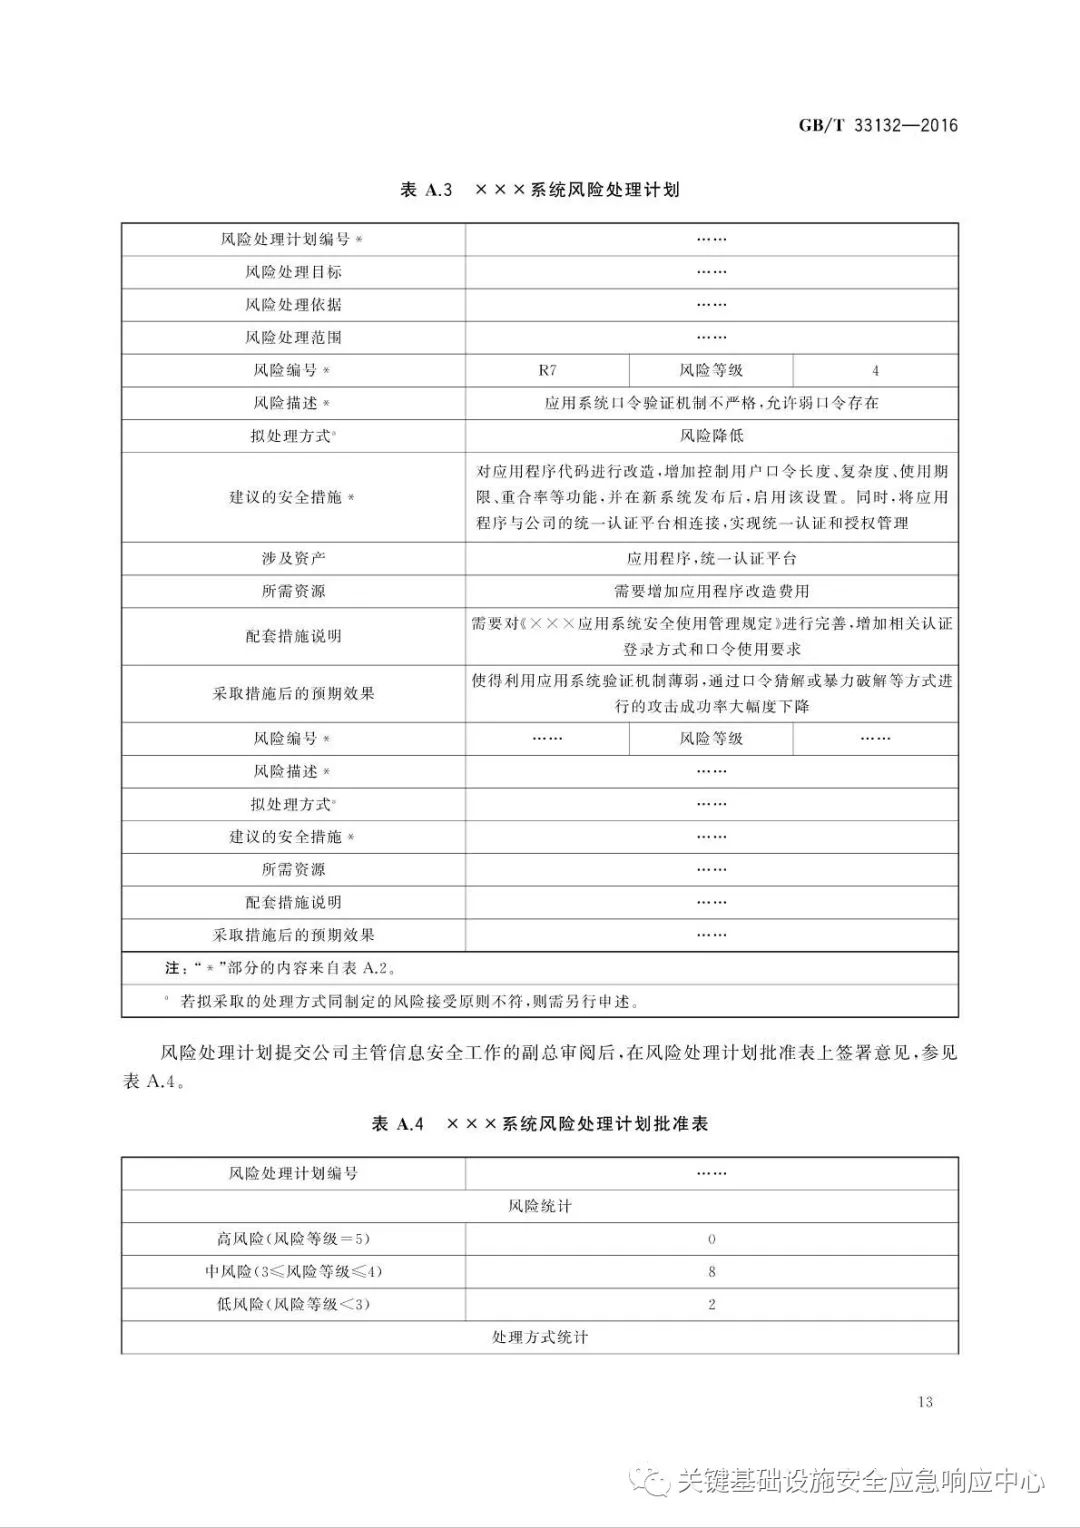 GB/T 33132—2016
表 A.3 ×××系统风险处理计划
风险处理计划编号* ……
风险处理目标 ……
风险处理依据 ……
风险处理范围 ……
风险编号* R7 风险等级 4
风险描述* 应用系统口令验证机制不严格,允许弱口令存在
拟处理方式a 风险降低
建议的安全措施* 对应用程序代码进行改造,增加控制用户口令长度、复杂度、使用期
限、重合率等功能,并在新系统发布后,启用该设置。同时,将应用
程序与公司的统一认证平台相连接,实现统一认证和授权管理
涉及资产 应用程序,统一认证平台
所需资源 需要增加应用程序改造费用
配套措施说明 需要对《×××应用系统安全使用管理规定》进行完善,增加相关认证
登录方式和口令使用要求
采取措施后的预期效果 使得利用应用系统验证机制薄弱,通过口令猜解或暴力破解等方式进
行的攻击成功率大幅度下降
风险编号* …… 风险等级 ……
风险描述* ……
拟处理方式a ……
建议的安全措施* ……
所需资源 ……
配套措施说明 ……
采取措施后的预期效果 ……
注:“*”部分的内容来自表 A.2。
a 若拟采取的处理方式同制定的风险接受原则不符,则需另行申述。
风险处理计划提交公司主管信息安全工作的副总审阅后,在风险处理计划批准表上签署意见,参见
表 A.4。
表 A.4 ×××系统风险处理计划批准表
风险处理计划编号 ……
风险统计
高风险(风险等级=5) 0
中风险(3≤风险等级≤4) 8
低风险(风险等级<3) 2
处理方式统计
13
关键基础设施安全应急响应中心